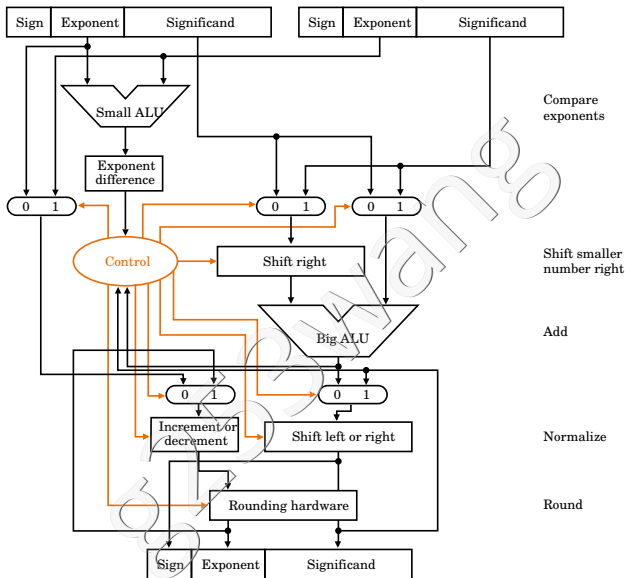 Sign Exponent Significand Sign Exponent Significand
Small ALU
Compare
exponents
Exponent
difference
0 1 0 1 0 1
Control
Shift right
Shift smaller
number right
Big ALU
Add
0 1 0 1
Increment or
decrement
Shift left or right
Normalize
Rounding hardware
Round
Sign Exponent Significand
g253wang